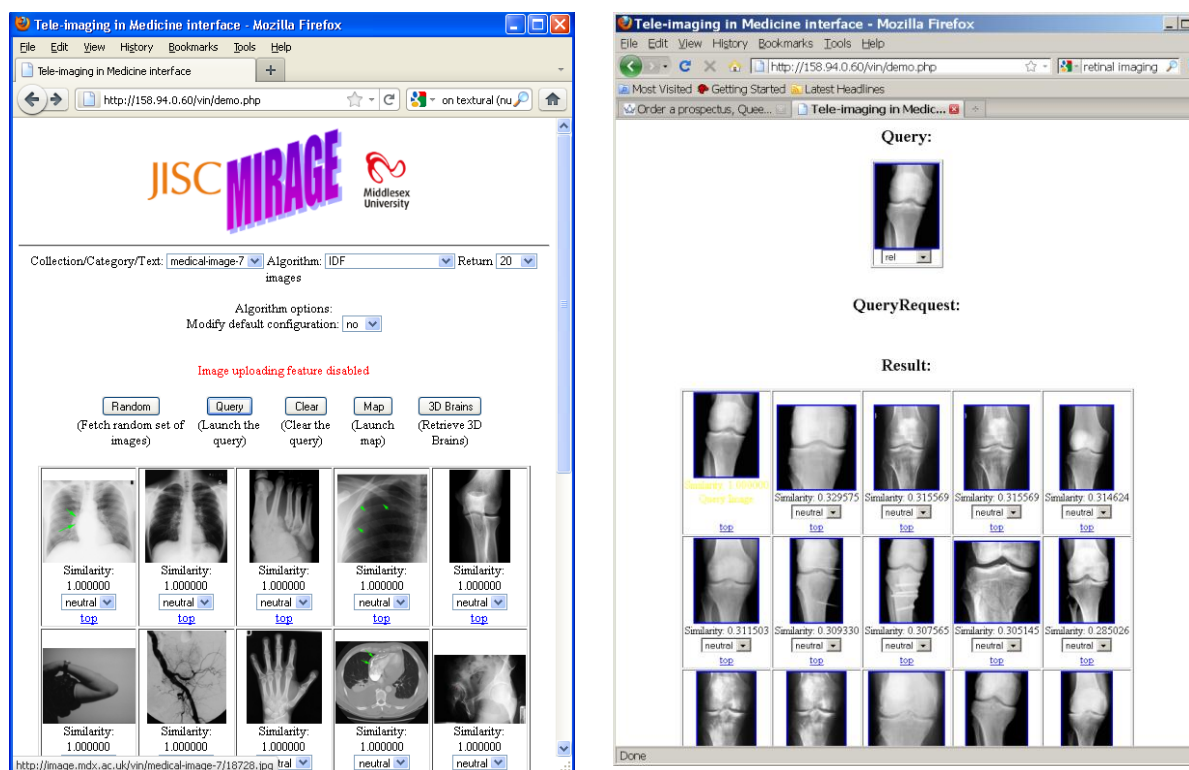 Tele-imaging in Medicine interface - Mozilla Firefox
File Edit View History Bookmarks Tools Help
Tele-imaging in Medicine interface +
http://158.94.0.60/vin/demo.php on textural (nu
JISC MIRAGE
Middlesex
University
Collection/Category/Text: medical-image-7 Algorithm: IDF Return 20
images
Algorithm options:
Modify default configuration: no
Image uploading feature disabled
Random Query Clear Map 3D Brains
(Fetch random set of (Launch the (Clear the (Launch (Retrieve 3D
images) query) query) map) Brains)
Similarity: Similarity: Similarity: Similarity: Similarity:
1.000000 1.000000 1.000000 1.000000 1.000000
neutral neutral neutral neutral neutral
top top top top top
Similarity: Similarity: Similarity: Similarity: Similarity:
1.000000 1.000000 1.000000 1.000000 1.000000
http://image.mdx.ac.uk/vin/medical-image-7/18728.jpg tral neutral neutral
Tele-imaging in Medicine interface - Mozilla Firefox
File Edit View History Bookmarks Tools Help
http://158.94.0.60/vin/demo.php retinal imaging
Most Visited Getting Started Latest Headlines
Order a prospectus, Quee... Tele-imaging in Medic...
Query:
rel
QueryRequest:
Result:
Similarity: 1.000000
Query Image
Similarity: 0.329575 Similarity: 0.315569 Similarity: 0.315569 Similarity: 0.314624
neutral neutral neutral neutral
top top top top top
Similarity: 0.311503 Similarity: 0.309330 Similarity: 0.307565 Similarity: 0.305145 Similarity: 0.285026
neutral neutral neutral neutral neutral
top top top top top
Done